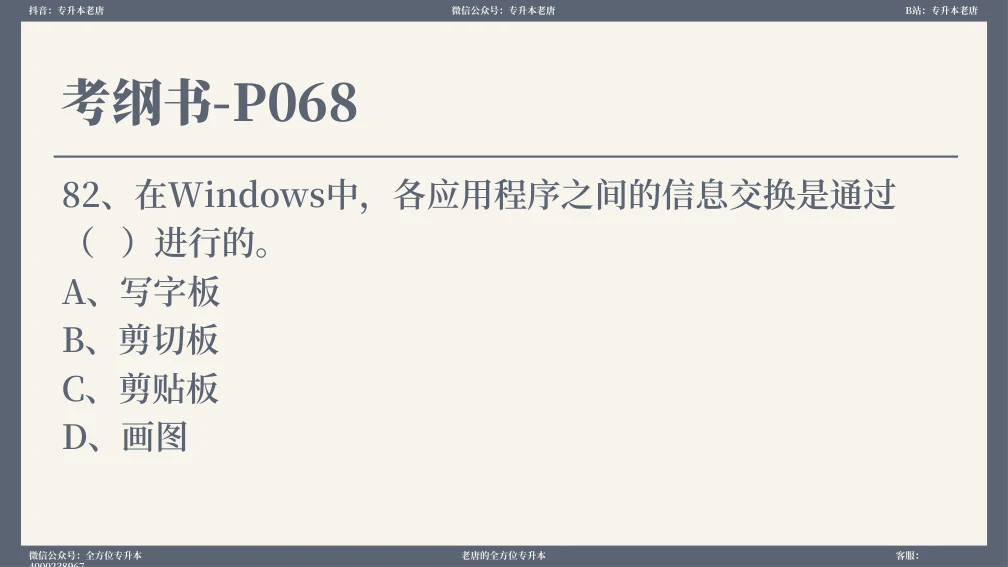 抖音：专升本老唐
微信公众号：专升本老唐
B站：专升本老唐
考纲书-P068
82、在Windows中，各应用程序之间的信息交换是通过
（ ）进行的。
A、写字板
B、剪切板
C、剪贴板
D、画图
微信公众号：全方位专升本
老唐的全方位专升本
客服：
4000238967